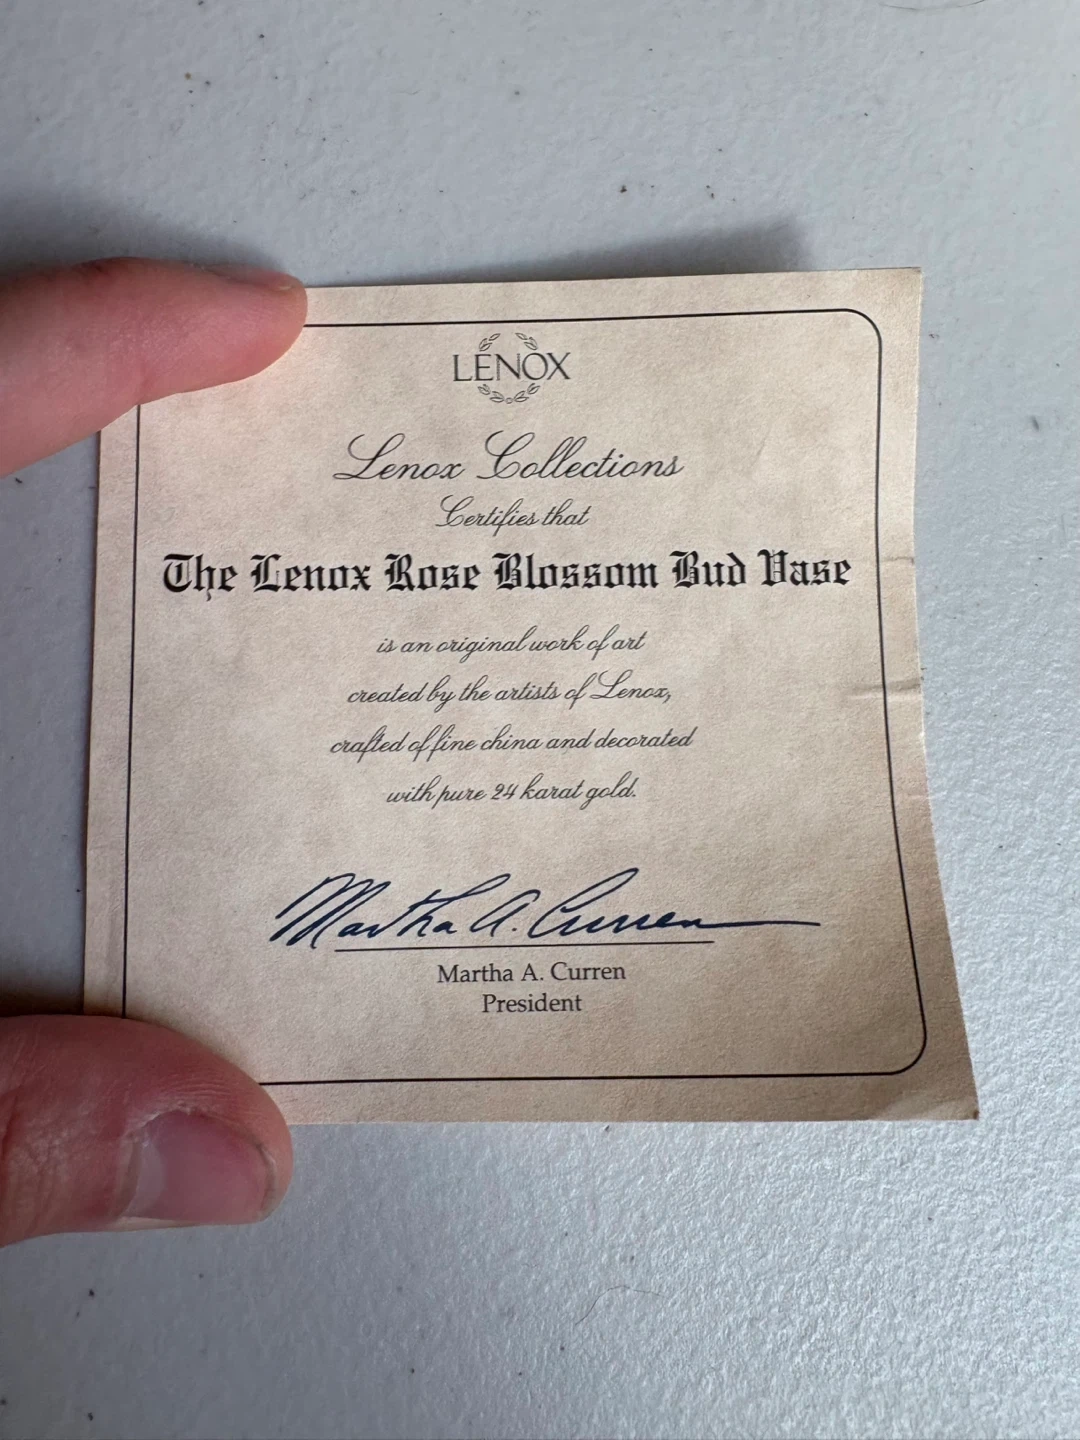 LENOX
Lenox Collections
Certifies that
The Lenox Rose Blossom Bud Vase
is an original work of art
created by the artists of Lenox,
crafted of fine china and decorated
with pure 24 karat gold.
Martha A. Curren
Martha A. Curren
President